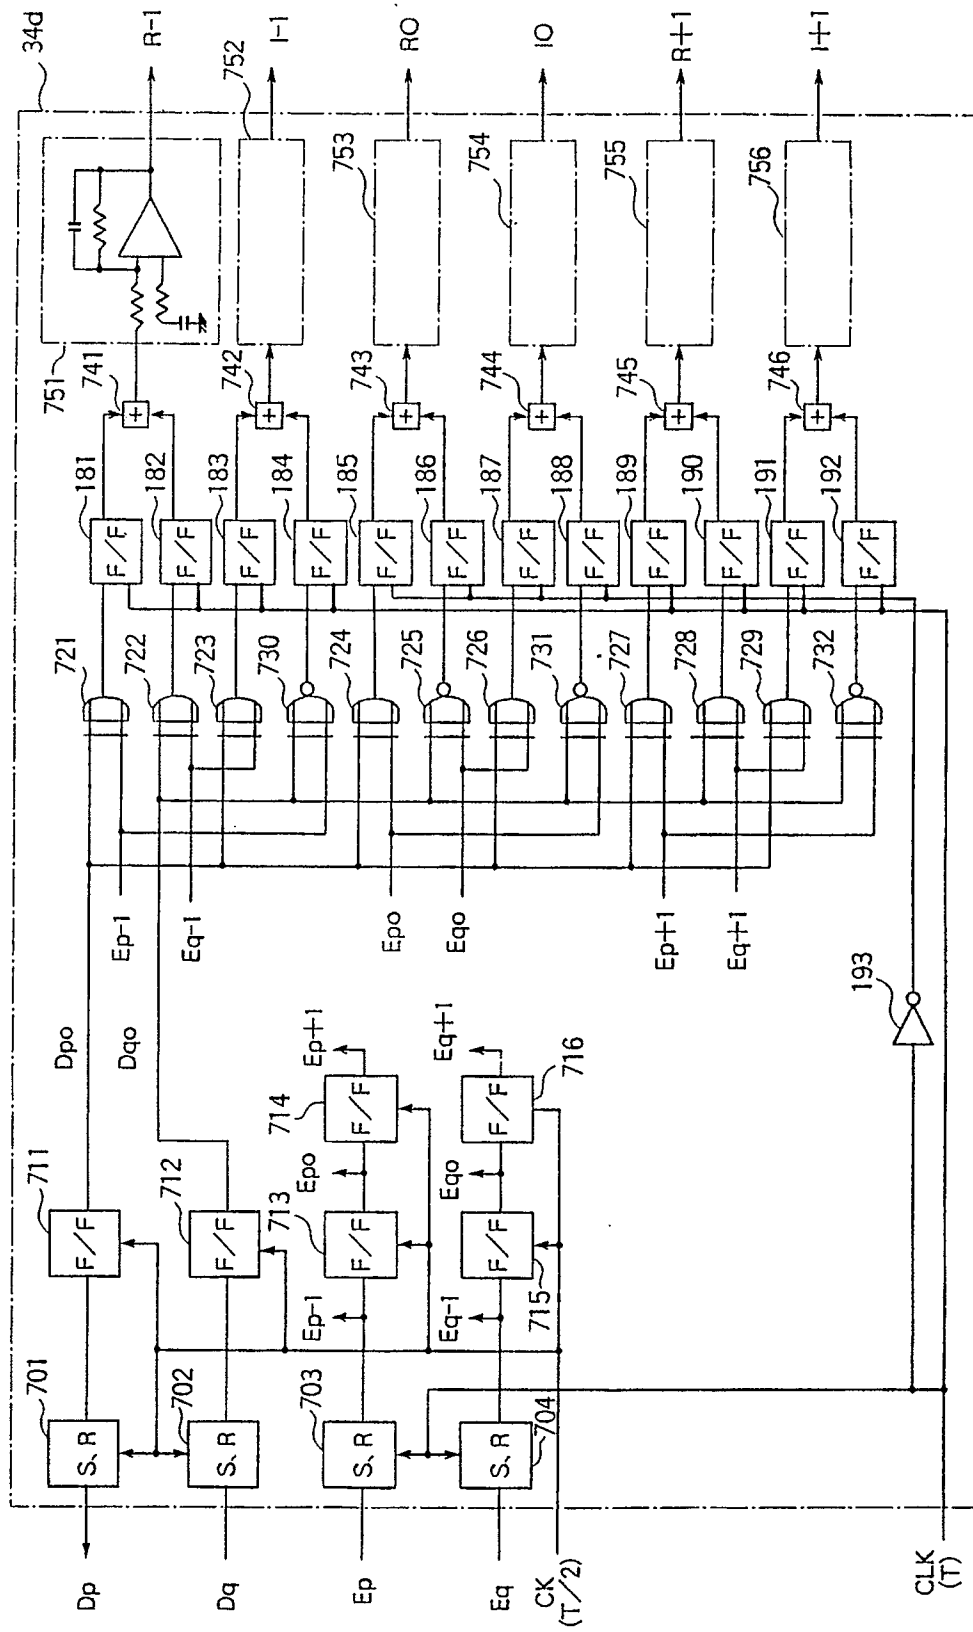 34d
R-1
I-1
RO
IO
R+1
I+1
751
752
753
754
755
756
741
742
743
744
745
746
181
182
183
184
185
186
187
188
189
190
191
192
F/F
F/F
F/F
F/F
F/F
F/F
F/F
F/F
F/F
F/F
F/F
F/F
+
+
+
+
+
+
721
722
723
730
724
725
726
731
727
728
729
732
Ep-1
Eq-1
Epo
Eqo
Ep+1
Eq+1
193
Dpo
Dqo
711
F/F
712
F/F
713
F/F
714
F/F
715
F/F
716
F/F
Ep-1
Epo
Ep+1
Eq-1
Eqo
Eq+1
701
S、R
702
S、R
703
S、R
704
S、R
Dp
Dq
Ep
Eq
CK
(T/2)
CLK
(T)